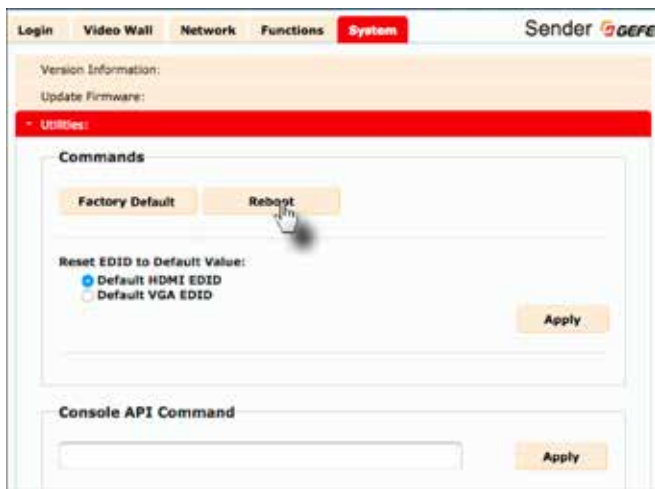 Login Video Wall Network Functions System Sender GEFE
Version Information:
Update Firmware:
Utilities:
Commands
Factory Default Reboot
Reset EDID to Default Value:
Default HDMI EDID
Default VGA EDID
Apply
Console API Command
Apply